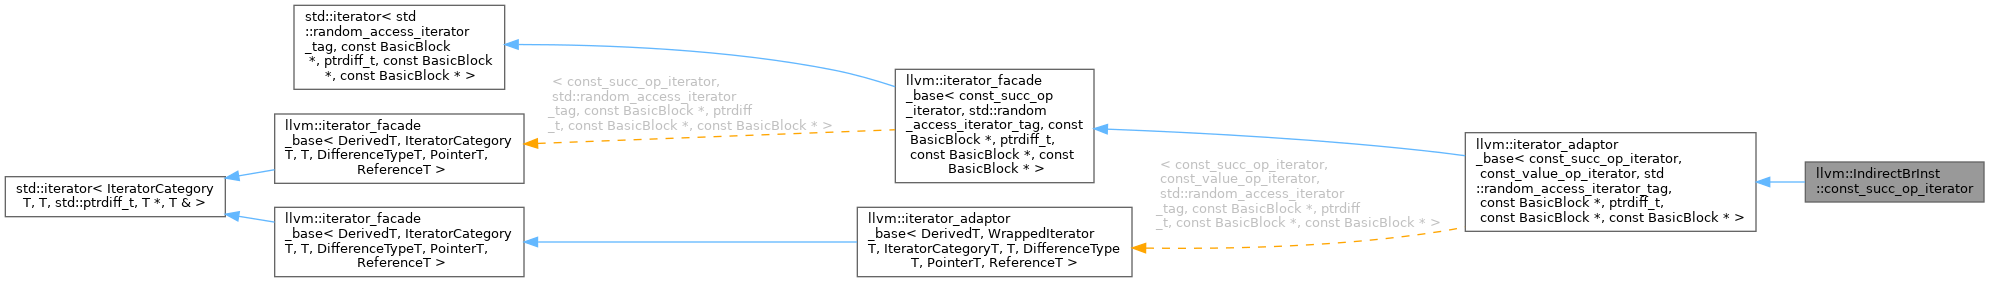 std::iterator< std
::random_access_iterator
_tag, const BasicBlock
*, ptrdiff_t, const BasicBlock
*, const BasicBlock * >
llvm::iterator_facade
_base< DerivedT, IteratorCategory
T, T, DifferenceTypeT, PointerT,
ReferenceT >
std::iterator< IteratorCategory
T, T, std::ptrdiff_t, T *, T & >
llvm::iterator_facade
_base< DerivedT, IteratorCategory
T, T, DifferenceTypeT, PointerT,
ReferenceT >
< const_succ_op_iterator,
std::random_access_iterator
_tag, const BasicBlock *, ptrdiff
_t, const BasicBlock *, const BasicBlock * >
llvm::iterator_facade
_base< const_succ_op
_iterator, std::random
_access_iterator_tag, const
BasicBlock *, ptrdiff_t,
const BasicBlock *, const
BasicBlock * >
llvm::iterator_adaptor
_base< DerivedT, WrappedIterator
T, IteratorCategoryT, T, DifferenceType
T, PointerT, ReferenceT >
< const_succ_op_iterator,
const_value_op_iterator,
std::random_access_iterator
_tag, const BasicBlock *, ptrdiff
_t, const BasicBlock *, const BasicBlock * >
llvm::iterator_adaptor
_base< const_succ_op_iterator,
const_value_op_iterator, std
::random_access_iterator_tag,
const BasicBlock *, ptrdiff_t,
const BasicBlock *, const BasicBlock * >
llvm::IndirectBrInst
::const_succ_op_iterator